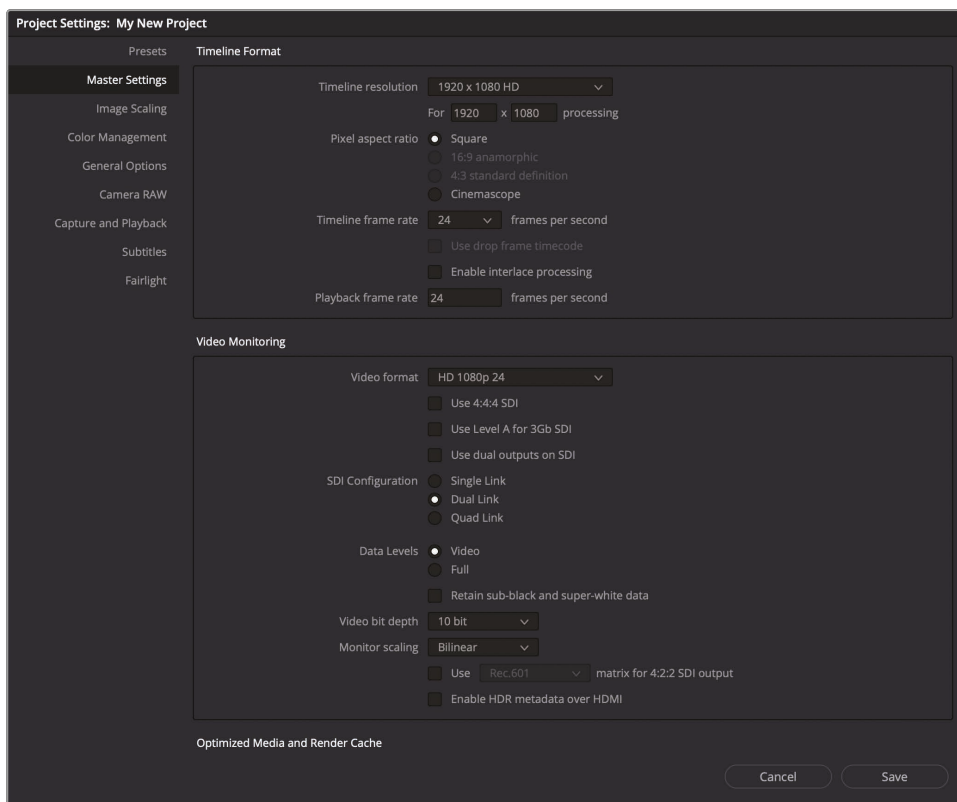 Project Settings: My New Project
Presets
Master Settings
Image Scaling
Color Management
General Options
Camera RAW
Capture and Playback
Subtitles
Fairlight
Timeline Format
Timeline resolution 1920 x 1080 HD
For 1920 x 1080 processing
Pixel aspect ratio Square
16:9 anamorphic
4:3 standard definition
Cinemascope
Timeline frame rate 24 frames per second
Use drop frame timecode
Enable interlace processing
Playback frame rate 24 frames per second
Video Monitoring
Video format HD 1080p 24
Use 4:4:4 SDI
Use Level A for 3Gb SDI
Use dual outputs on SDI
SDI Configuration Single Link
Dual Link
Quad Link
Data Levels Video
Full
Retain sub-black and super-white data
Video bit depth 10 bit
Monitor scaling Bilinear
Use Rec.601 matrix for 4:2:2 SDI output
Enable HDR metadata over HDMI
Optimized Media and Render Cache
Cancel Save